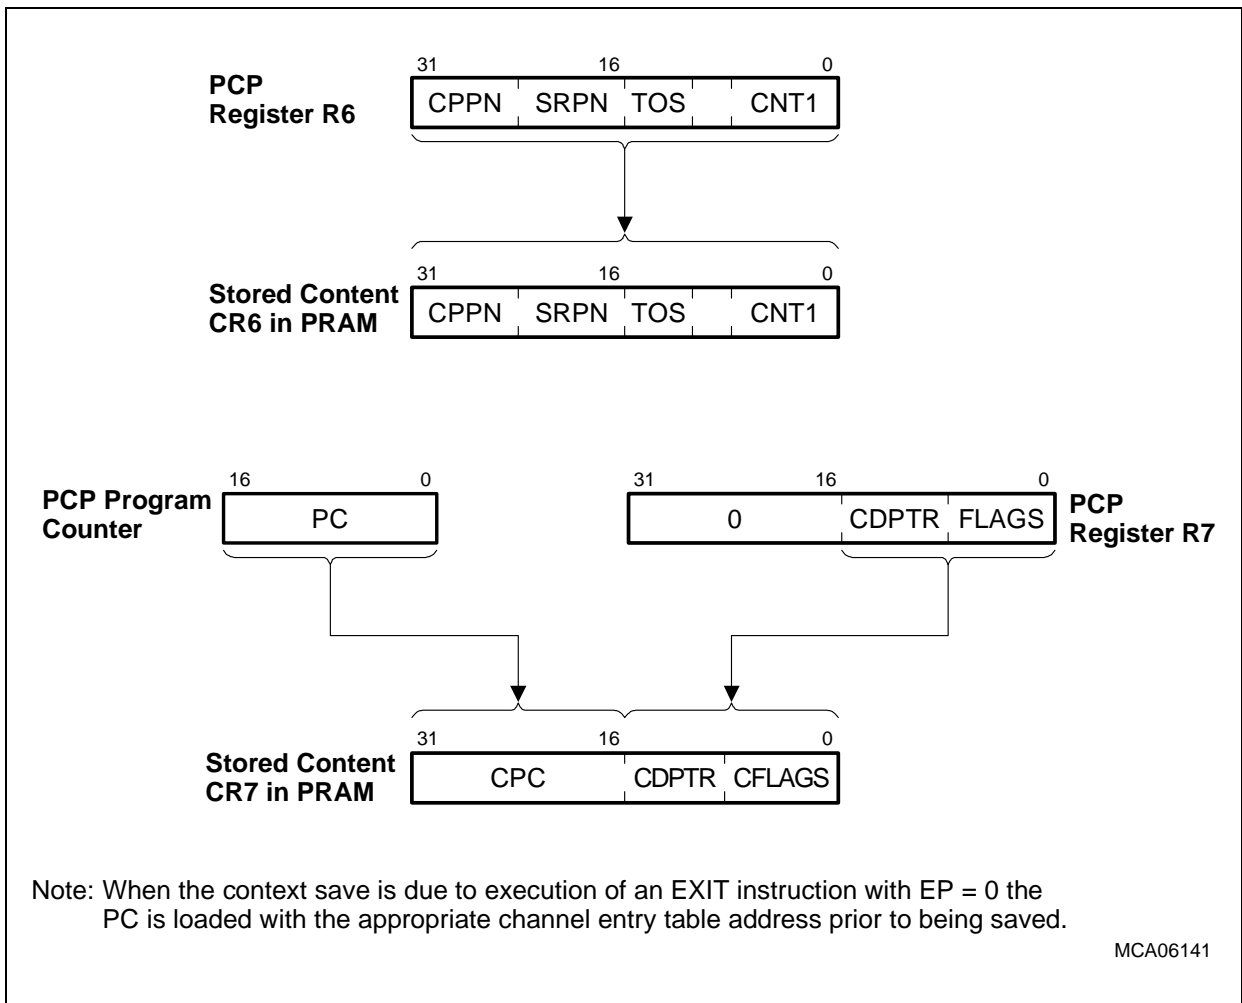 31 16 0
PCP
Register R6
CPPN SRPN TOS CNT1
31 16 0
Stored Content
CR6 in PRAM
CPPN SRPN TOS CNT1
16 0
PCP Program
Counter
PC
31 16 0
0 CDPTR FLAGS
PCP
Register R7
31 16 0
Stored Content
CR7 in PRAM
CPC CDPTR CFLAGS
Note: When the context save is due to execution of an EXIT instruction with EP = 0 the
PC is loaded with the appropriate channel entry table address prior to being saved.
MCA06141